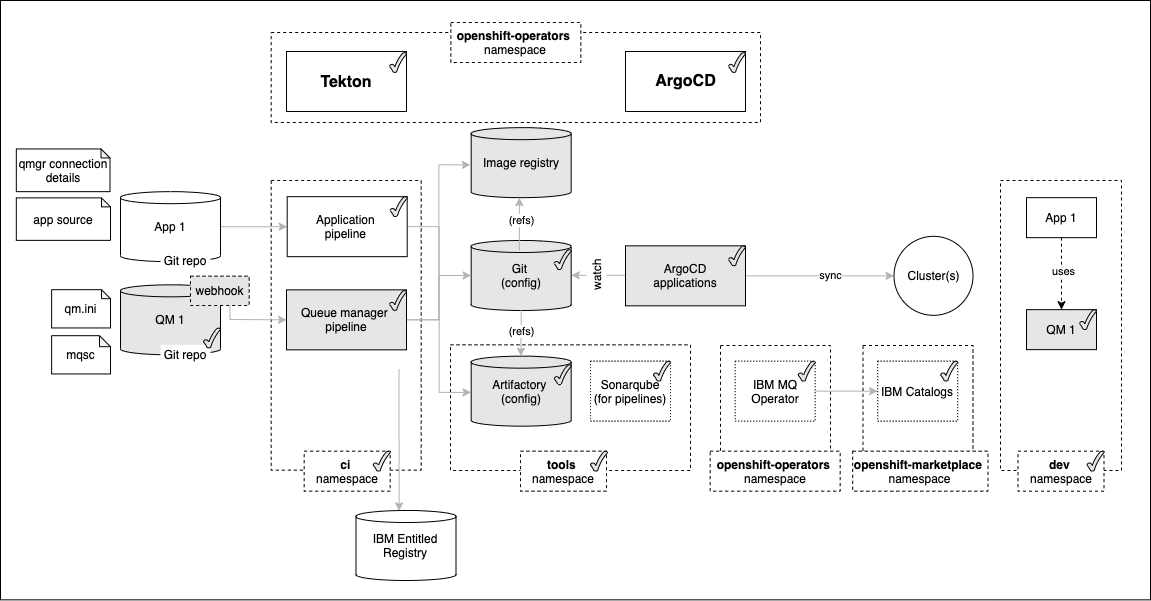 openshift-operators
namespace
Tekton
ArgoCD
qmgr connection
details
app source
App 1
Git repo
webhook
qm.ini
mqsc
QM 1
Git repo
Application
pipeline
Queue manager
pipeline
ci
namespace
Image registry
(refs)
Git
(config)
watch
ArgoCD
applications
sync
Cluster(s)
(refs)
Artifactory
(config)
Sonarqube
(for pipelines)
tools
namespace
IBM MQ
Operator
openshift-operators
namespace
IBM Catalogs
openshift-marketplace
namespace
App 1
uses
QM 1
dev
namespace
IBM Entitled
Registry